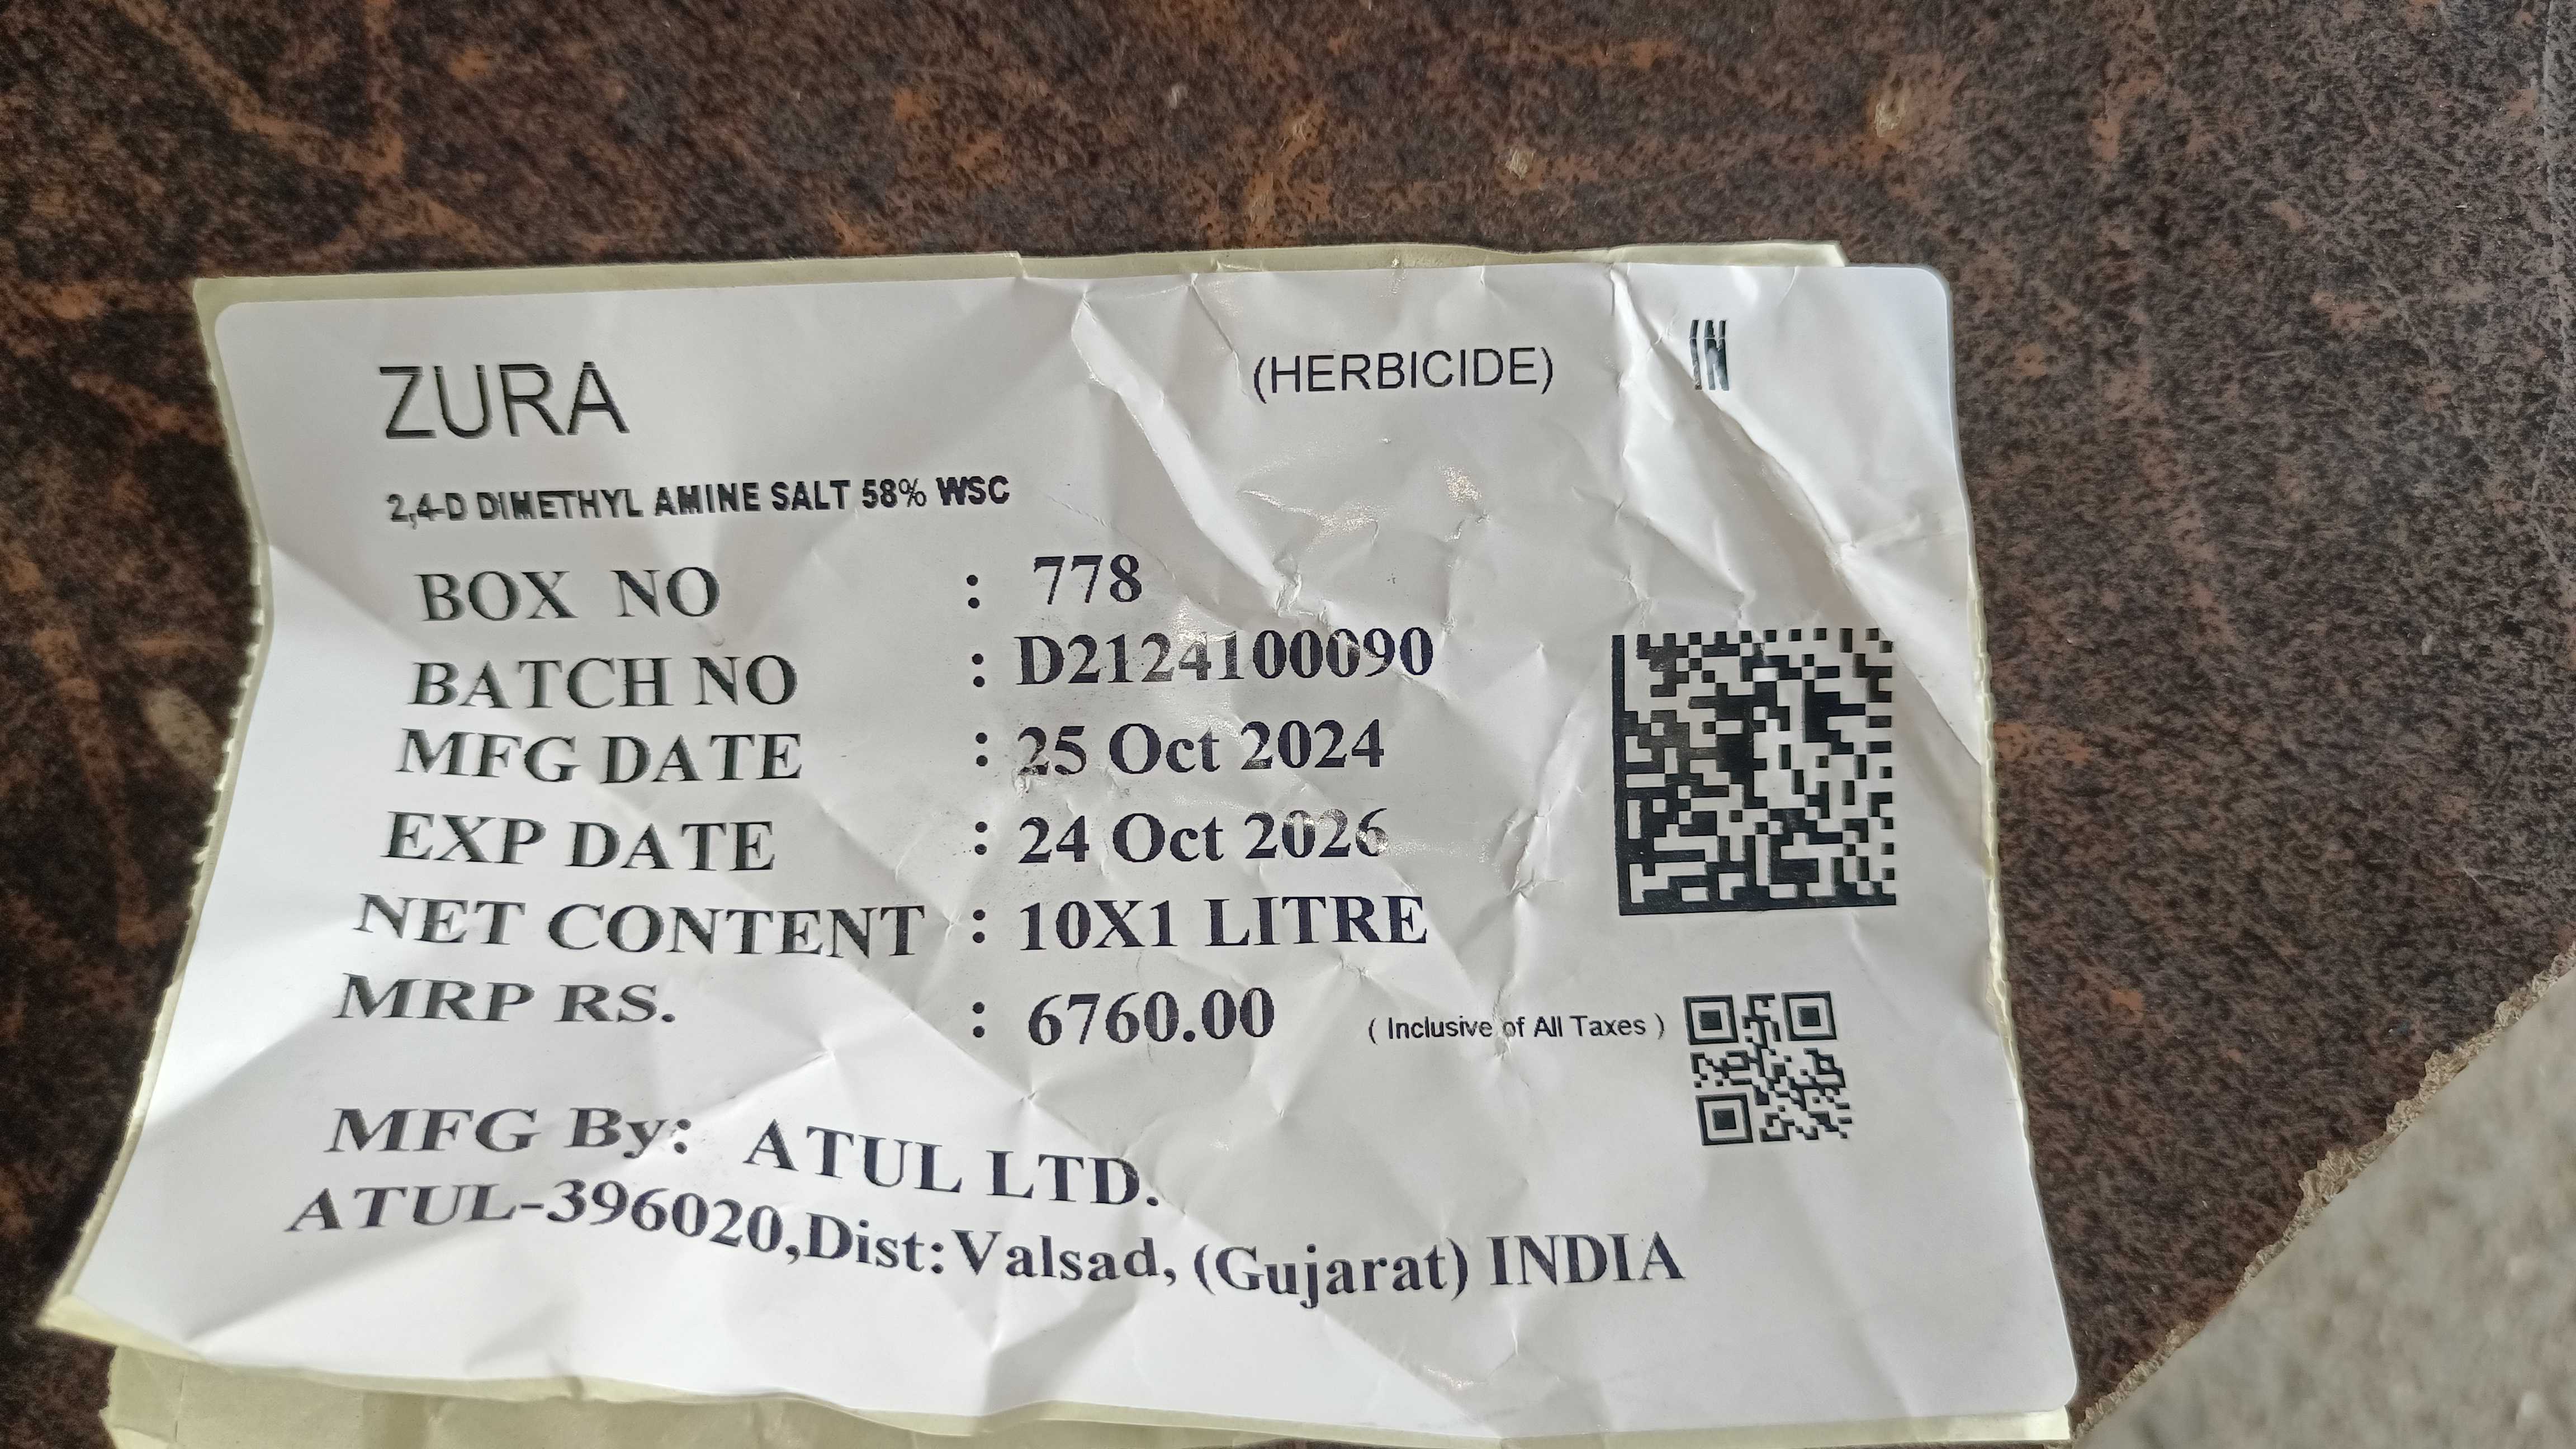 ZURA (HERBICIDE) IN
2,4-D DIMETHYL AMINE SALT 58% WSC
BOX NO : 778
BATCH NO : D2124100090
MFG DATE : 25 Oct 2024
EXP DATE : 24 Oct 2026
NET CONTENT : 10X1 LITRE
MRP RS. : 6760.00 ( Inclusive of All Taxes )
MFG By: ATUL LTD.
ATUL-396020,Dist:Valsad, (Gujarat) INDIA